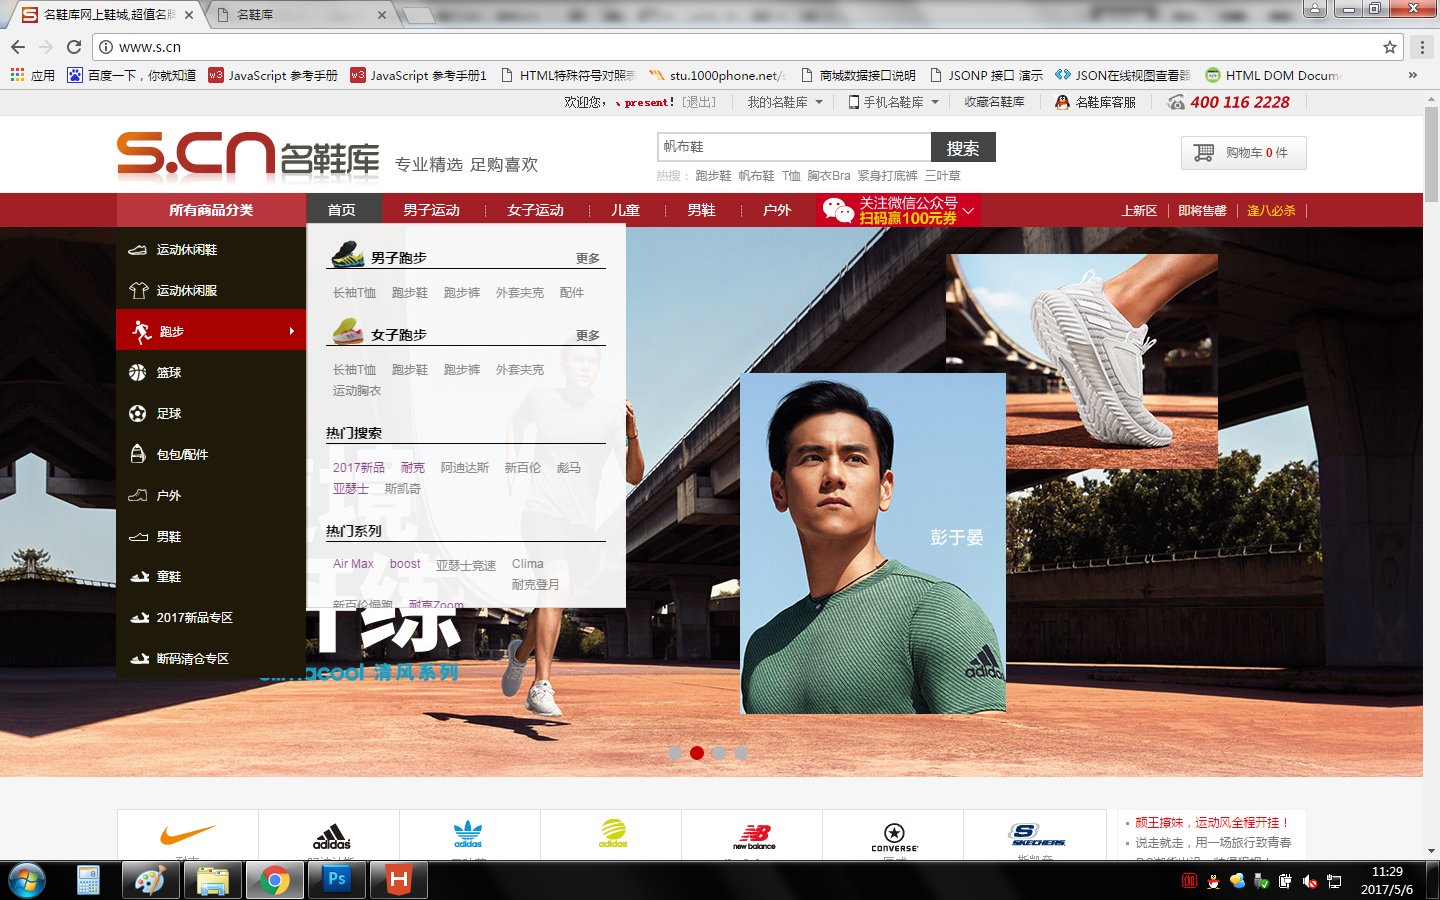 名鞋库网上鞋城,超值名牌
名鞋库
www.s.cn
应用
百度一下，你就知道
JavaScript 参考手册
JavaScript 参考手册1
HTML特殊符号对照表
stu.1000phone.net/s
商城数据接口说明
JSONP 接口 演示
JSON在线视图查看器
HTML DOM Docum
欢迎您，
present! [退出]
我的名鞋库
手机名鞋库
收藏名鞋库
名鞋库客服
400 116 2228
s.cn 名鞋库
专业精选 足购喜欢
帆布鞋
搜索
购物车 0 件
热搜： 跑步鞋 帆布鞋 T恤 胸衣Bra 紧身打底裤 三叶草
所有商品分类
首页
男子运动
女子运动
儿童
男鞋
户外
关注微信公众号
扫码赢100元券
上新区
即将售罄
逢八必杀
运动休闲鞋
运动休闲服
跑步
篮球
足球
包包/配件
户外
男鞋
童鞋
2017新品专区
断码清仓专区
男子跑步 更多
长袖T恤 跑步鞋 跑步裤 外套夹克 配件
女子跑步 更多
长袖T恤 跑步鞋 跑步裤 外套夹克
运动胸衣
热门搜索
2017新品 耐克 阿迪达斯 新百伦 彪马
亚瑟士 斯凯奇
热门系列
Air Max boost 亚瑟士竞速 Clima
耐克登月
新百伦慢跑 耐克Zoom
练
climacool 清风系列
彭于晏
adidas
adidas
adidas
adidas
new balance
CONVERSE
SKECHERS
斯凯奇
颜王撩妹，运动风全程开挂！
说走就走，用一场旅行致青春
Ps
H
11:29
2017/5/6